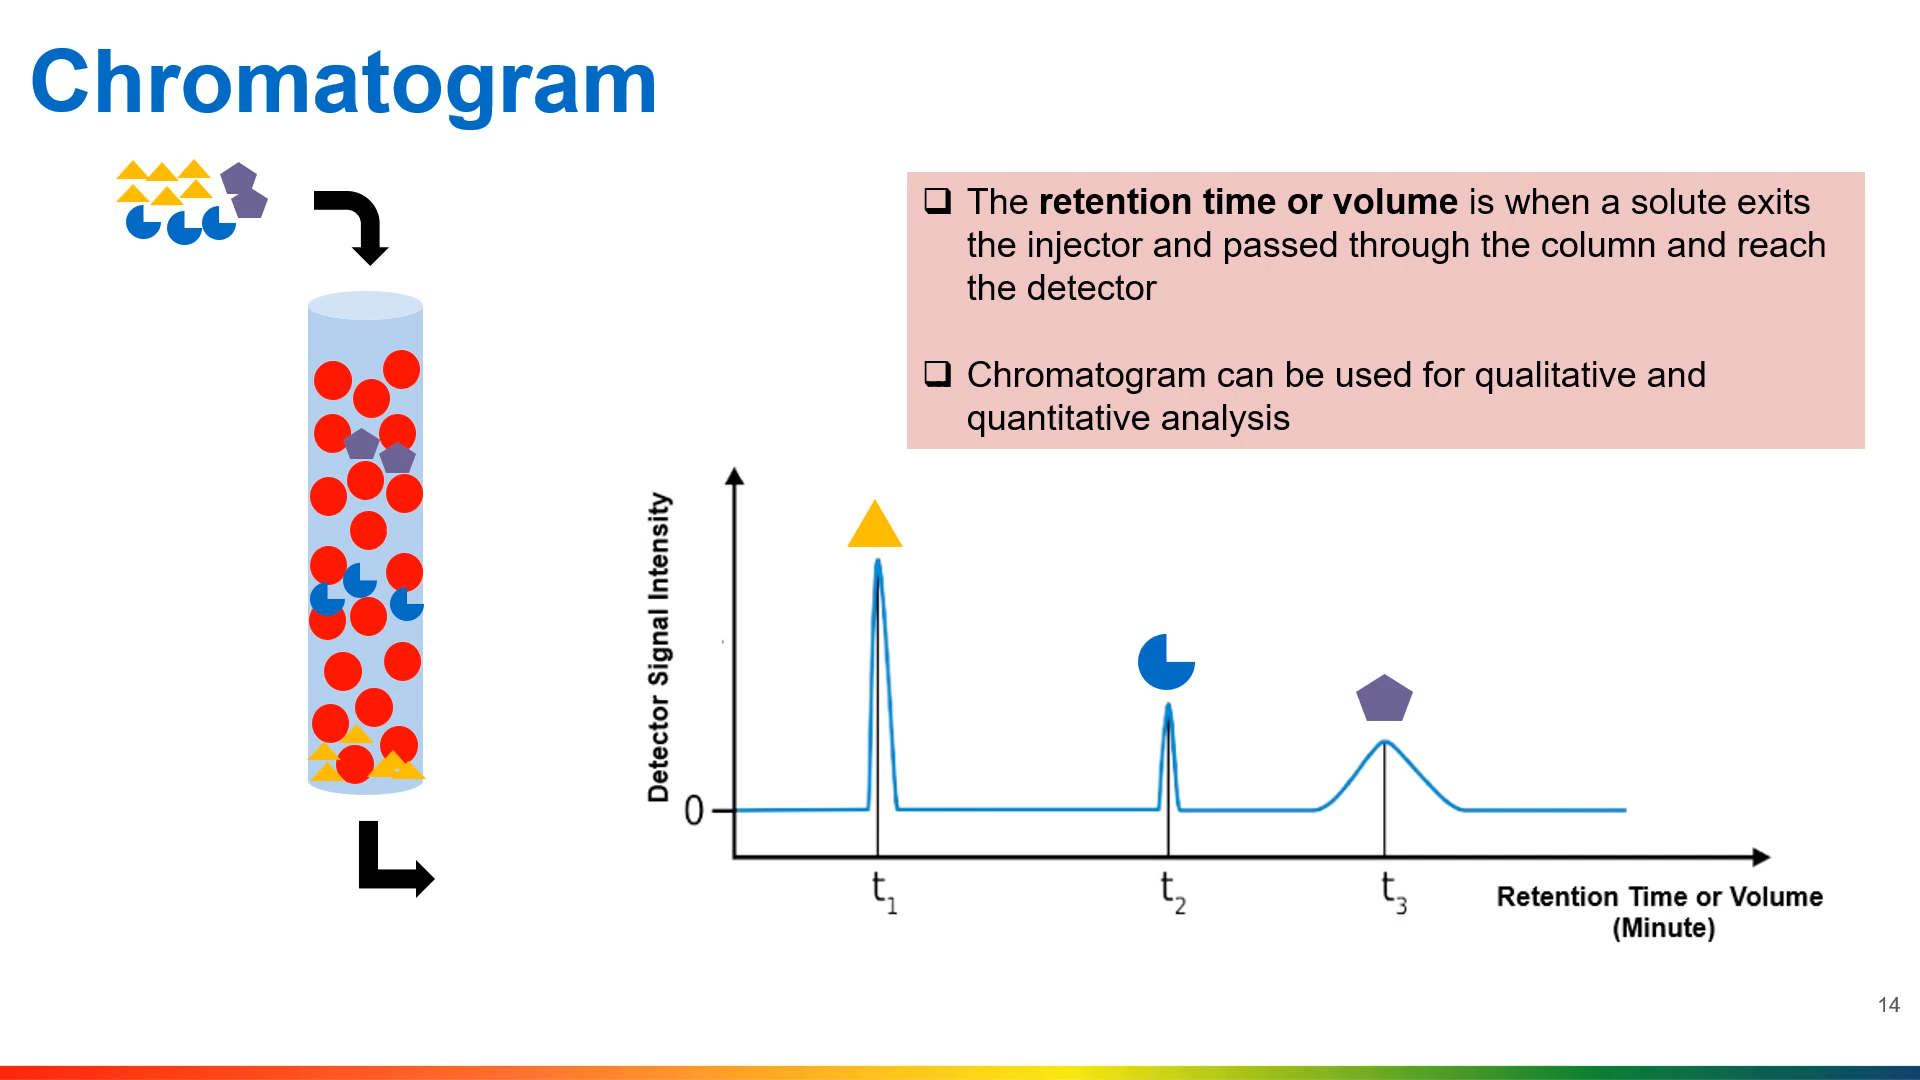 Chromatogram
The retention time or volume is when a solute exits
the injector and passed through the column and reach
the detector
Chromatogram can be used for qualitative and
quantitative analysis
Detector Signal Intensity
0
t1
t2
t3
Retention Time or Volume
(Minute)
14